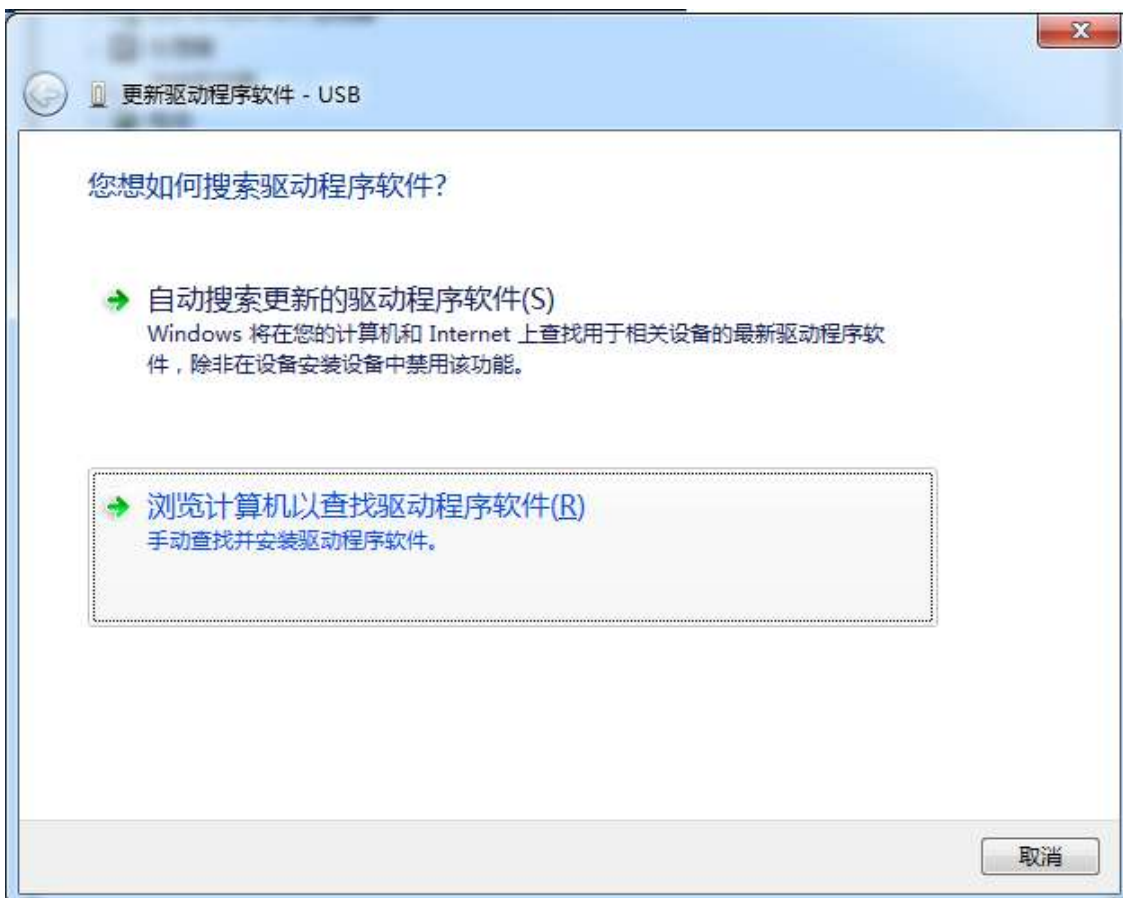 更新驱动程序软件 - USB
您想如何搜索驱动程序软件?
自动搜索更新的驱动程序软件(S)
Windows 将在您的计算机和 Internet 上查找用于相关设备的最新驱动程序软
件，除非在设备安装设备中禁用该功能。
浏览计算机以查找驱动程序软件(R)
手动查找并安装驱动程序软件。
取消